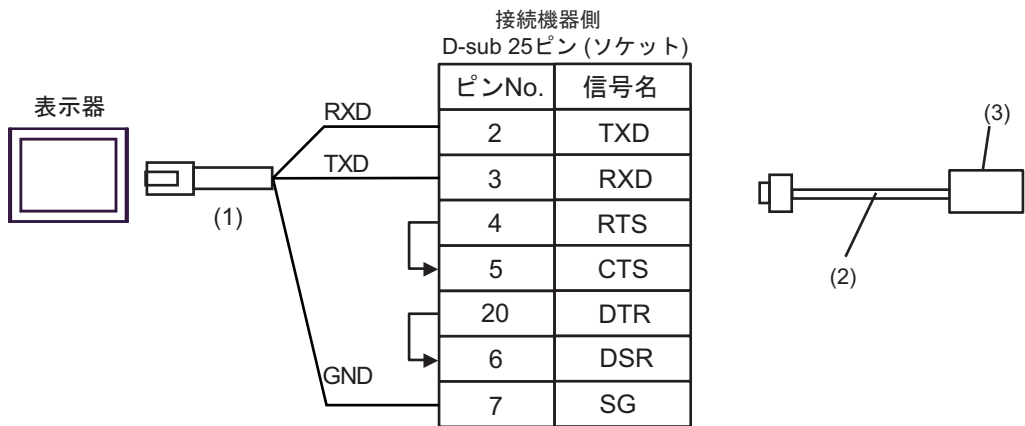 接続機器側
D-sub 25ピン (ソケット)
表示器
ピンNo. 信号名
RXD 2 TXD
TXD 3 RXD
4 RTS
5 CTS
20 DTR
6 DSR
GND 7 SG
(1)
(2)
(3)